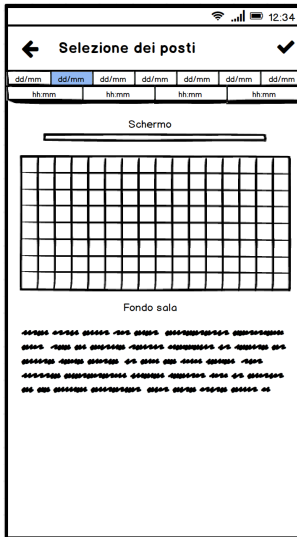 12:34
Selezione dei posti
dd/mm dd/mm dd/mm dd/mm dd/mm dd/mm dd/mm
hh:mm hh:mm hh:mm hh:mm
Schermo
Fondo sala